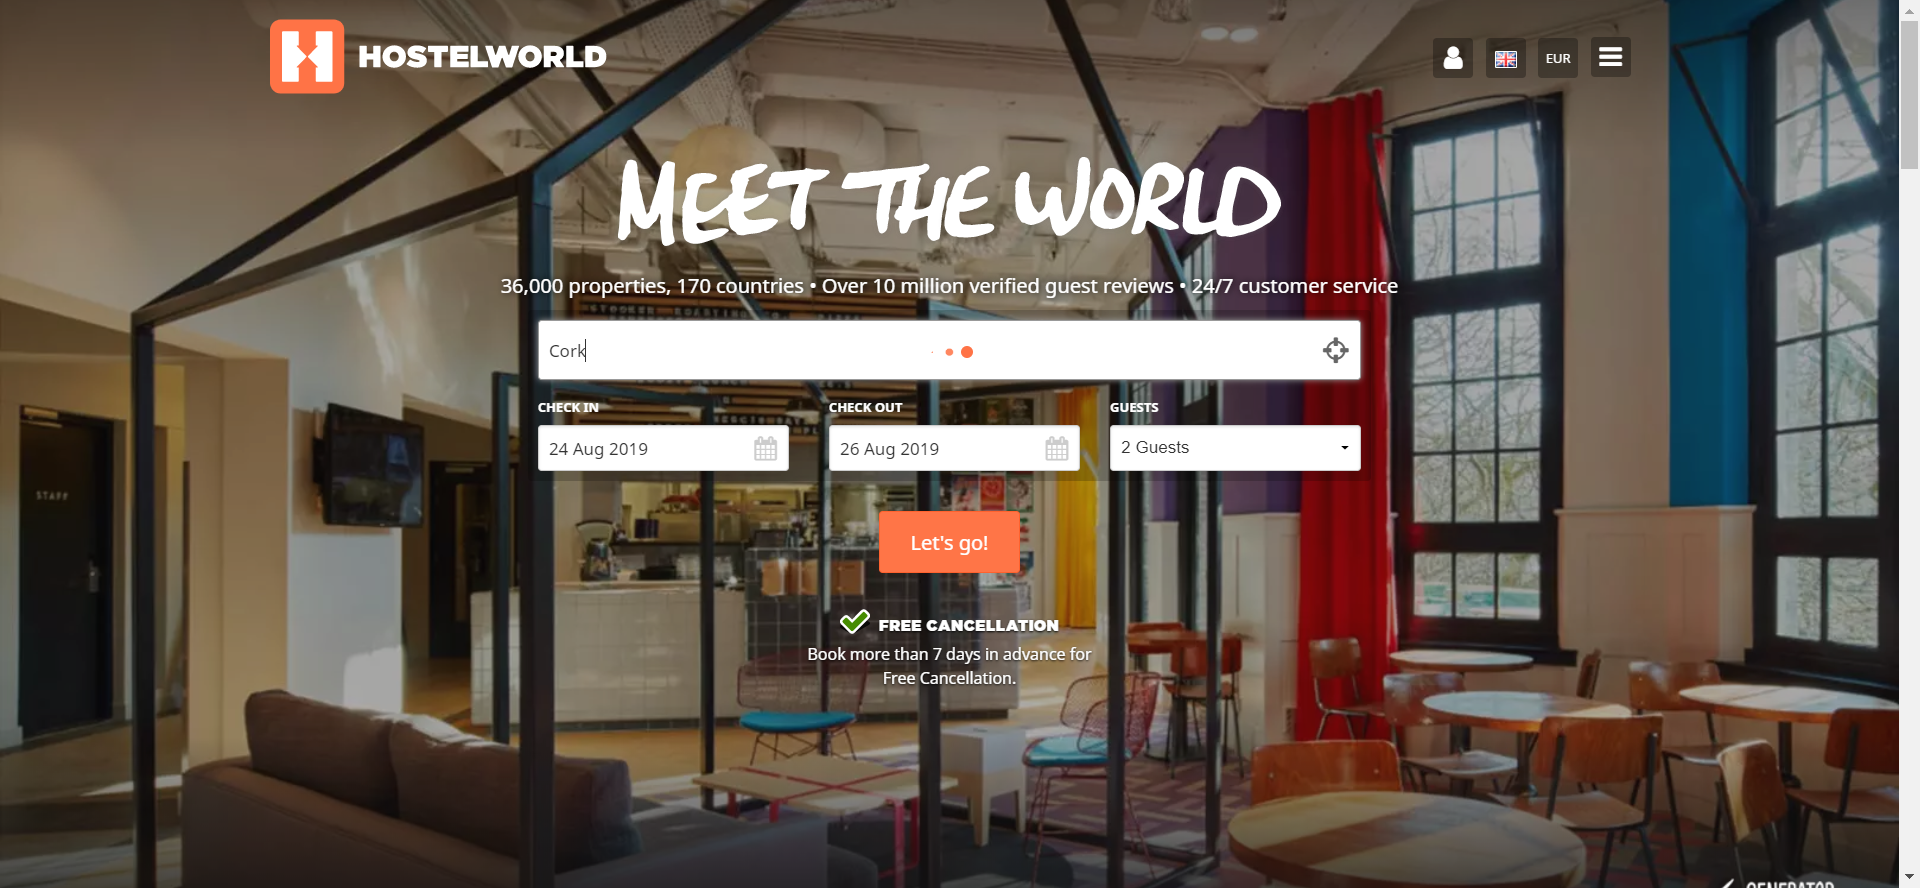 HOSTELWORLD
EUR
MEET THE WORLD
36,000 properties, 170 countries • Over 10 million verified guest reviews • 24/7 customer service
Cork
CHECK IN
CHECK OUT
GUESTS
24 Aug 2019
26 Aug 2019
2 Guests
STAFF
Let's go!
FREE CANCELLATION
Book more than 7 days in advance for
Free Cancellation.
GENERATOR